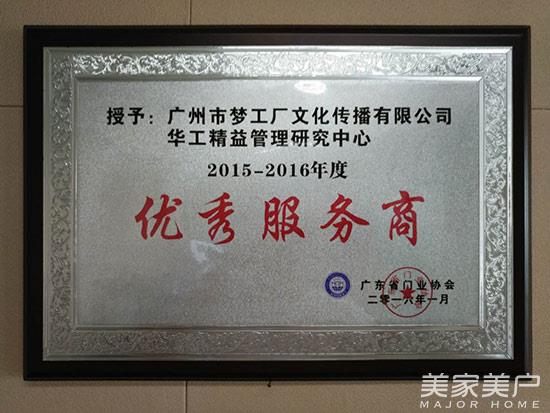 授予：广州市梦工厂文化传播有限公司
华工精益管理研究中心
2015-2016年度
优秀服务商
广东省门业协会
二零一六年一月
美家美户
MAJOR HOME